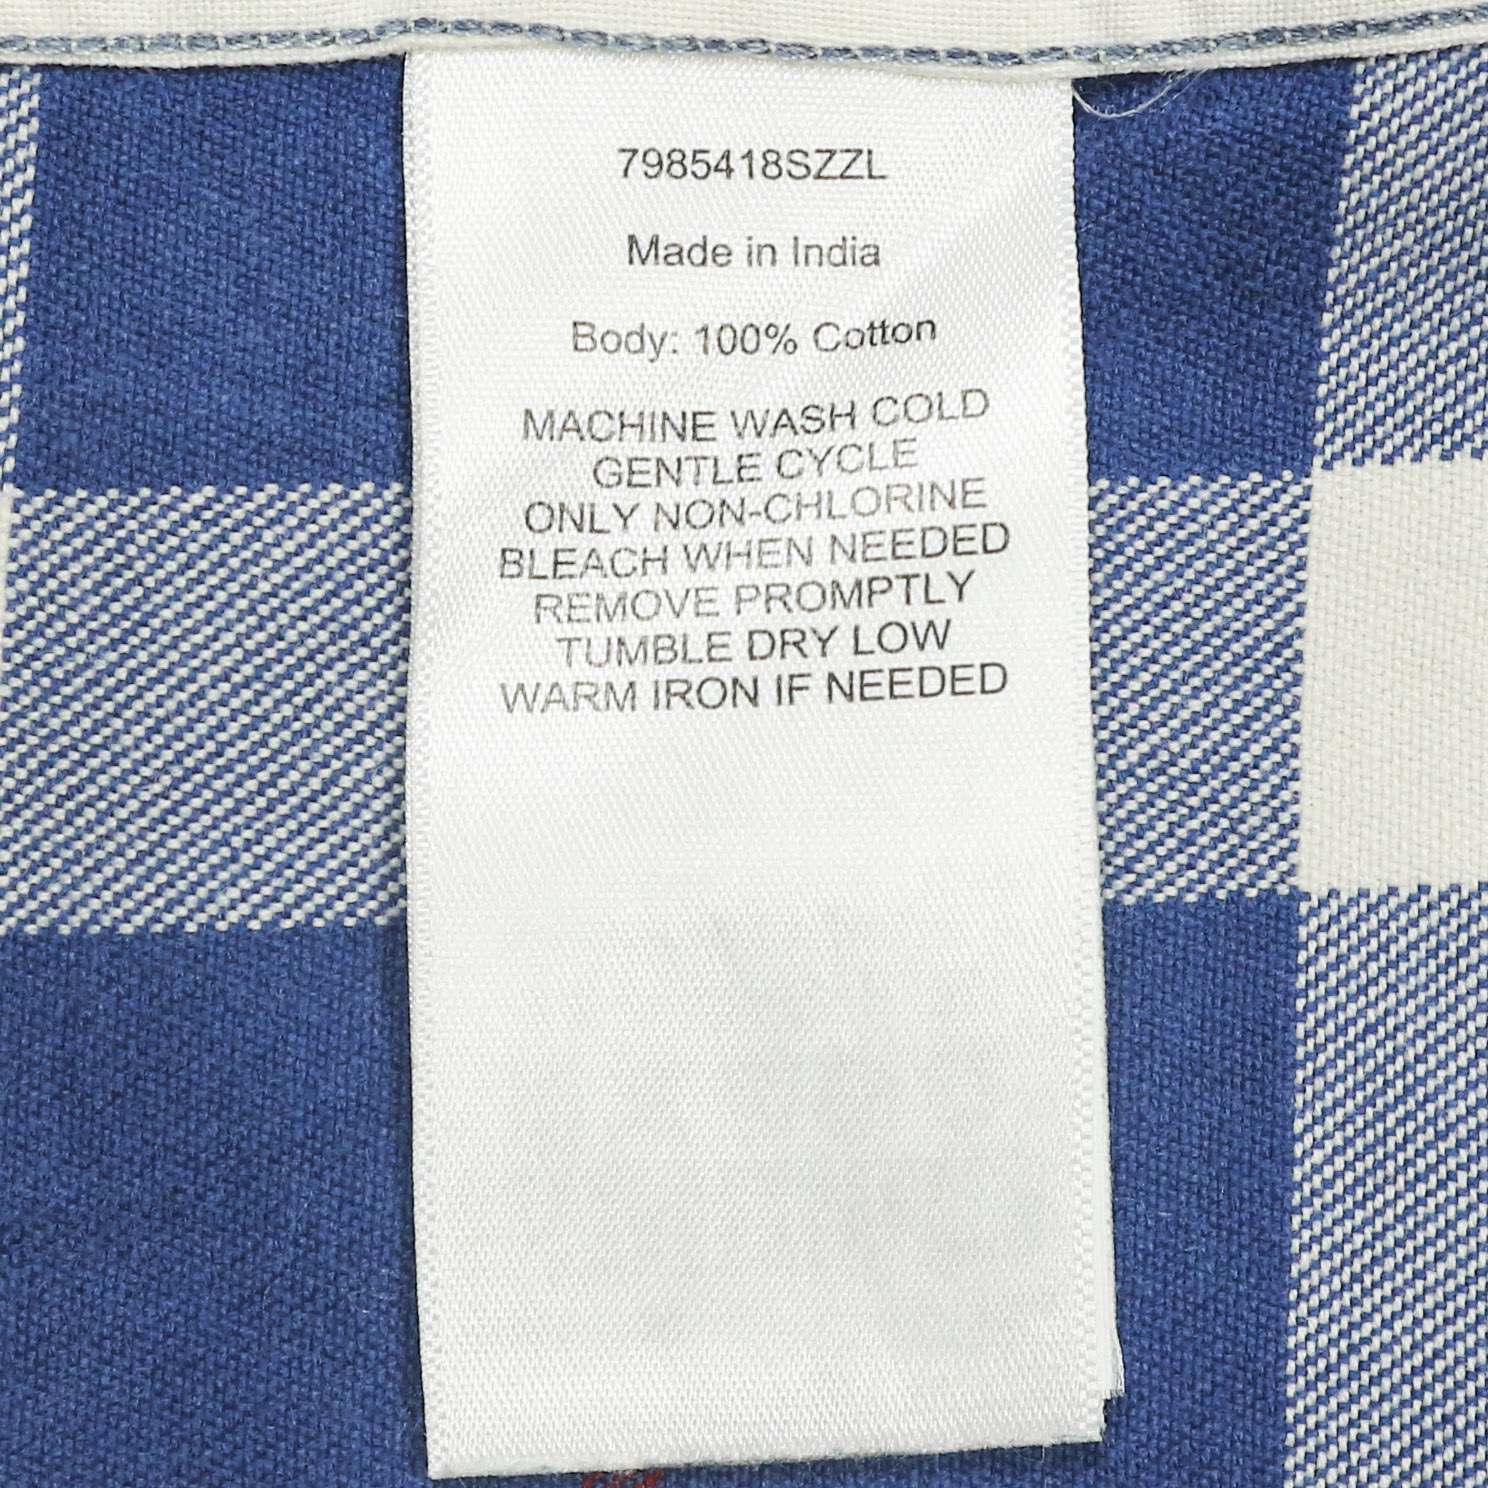 7985418SZZL
Made in India
Body: 100% Cotton
MACHINE WASH COLD
GENTLE CYCLE
ONLY NON-CHLORINE
BLEACH WHEN NEEDED
REMOVE PROMPTLY
TUMBLE DRY LOW
WARM IRON IF NEEDED